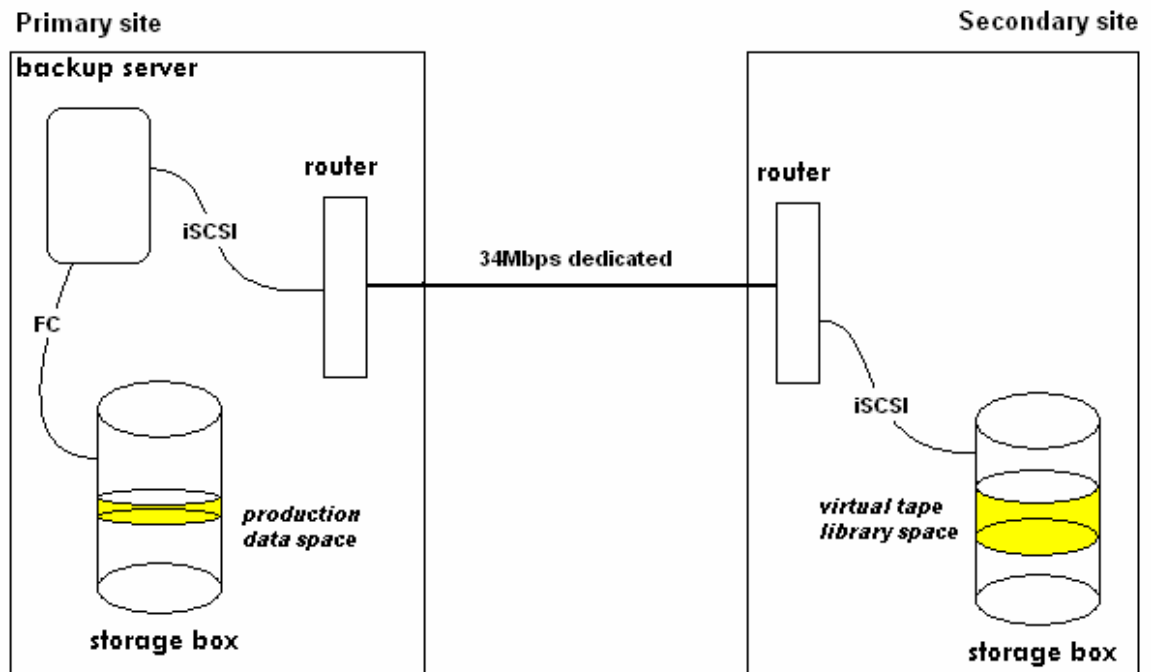 Primary site
Secondary site
backup server
router
router
iSCSI
34Mbps dedicated
FC
iSCSI
production
data space
virtual tape
library space
storage box
storage box